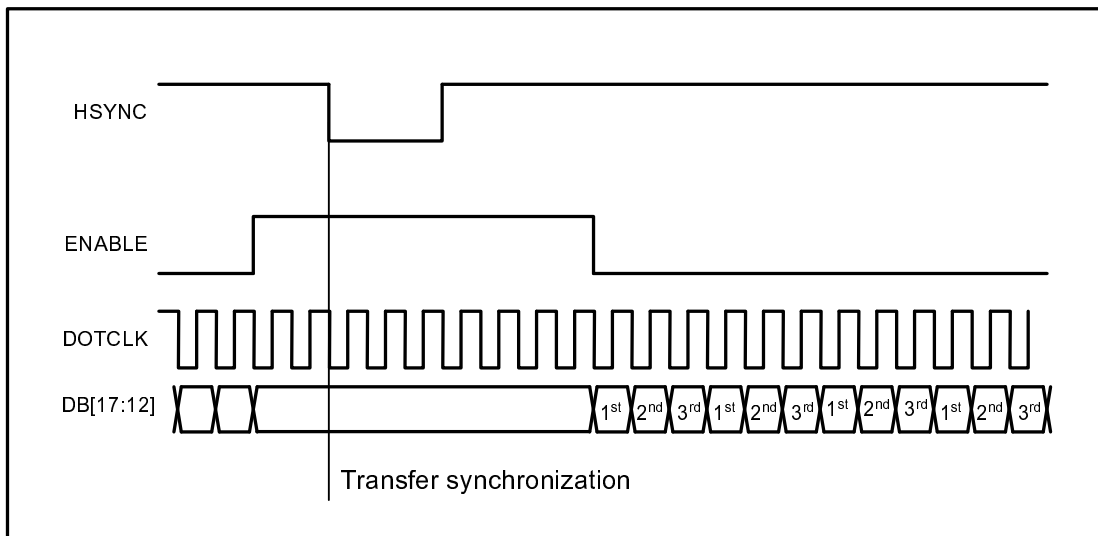 HSYNC
ENABLE
DOTCLK
DB[17:12]
1st 2nd 3rd 1st 2nd 3rd 1st 2nd 3rd 1st 2nd 3rd
Transfer synchronization